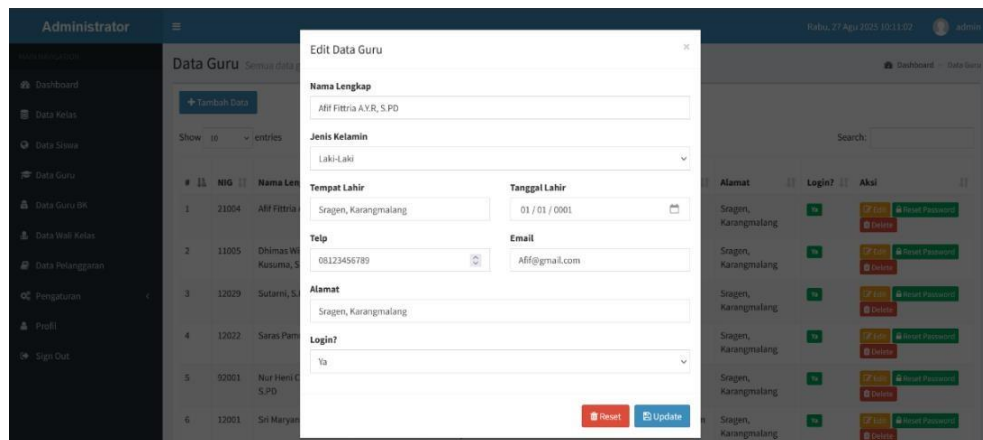 Administrator
Rabu, 27 Agu 2025 10:11:02
admin
Dashboard
Data Kelas
Data Siswa
Data Guru
Data Guru BK
Data Wali Kelas
Data Pelanggaran
Pengaturan
Profil
Sign Out
Data Guru
Dashboard
Data Guru
+ Tambah Data
Show 10 entries
Search:
# NIG Nama Len
Alamat Login? Aksi
1 21004 Afif Fittria
Sragen, Karangmalang Ya Edit Reset Password Delete
2 11005 Dhimas Wi
Kusuma, S
Sragen, Karangmalang Ya Edit Reset Password Delete
3 12029 Sutarni, S.
Sragen, Karangmalang Ya Edit Reset Password Delete
4 12022 Saras Pam
Sragen, Karangmalang Ya Edit Reset Password Delete
5 92001 Nur Heni C
S.PD
Sragen, Karangmalang Ya Edit Reset Password Delete
6 12001 Sri Maryan
Sragen, Karangmalang Ya Edit Reset Password Delete
Edit Data Guru
×
Nama Lengkap
Afif Fittria A.Y.R, S.PD
Jenis Kelamin
Laki-Laki
Tempat Lahir
Sragen, Karangmalang
Tanggal Lahir
01 / 01 / 0001
Telp
08123456789
Email
Afif@gmail.com
Alamat
Sragen, Karangmalang
Login?
Ya
Reset
Update